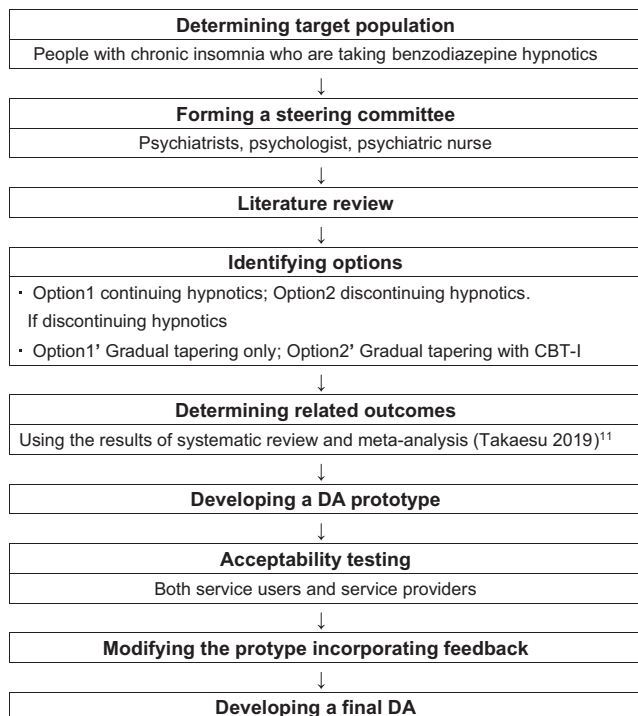 Determining target population
People with chronic insomnia who are taking benzodiazepine hypnotics
↓
Forming a steering committee
Psychiatrists, psychologist, psychiatric nurse
↓
Literature review
↓
Identifying options
・ Option1 continuing hypnotics; Option2 discontinuing hypnotics.
If discontinuing hypnotics
・ Option1' Gradual tapering only; Option2' Gradual tapering with CBT-I
↓
Determining related outcomes
Using the results of systematic review and meta-analysis (Takaesu 2019)¹¹
↓
Developing a DA prototype
↓
Acceptability testing
Both service users and service providers
↓
Modifying the protype incorporating feedback
↓
Developing a final DA